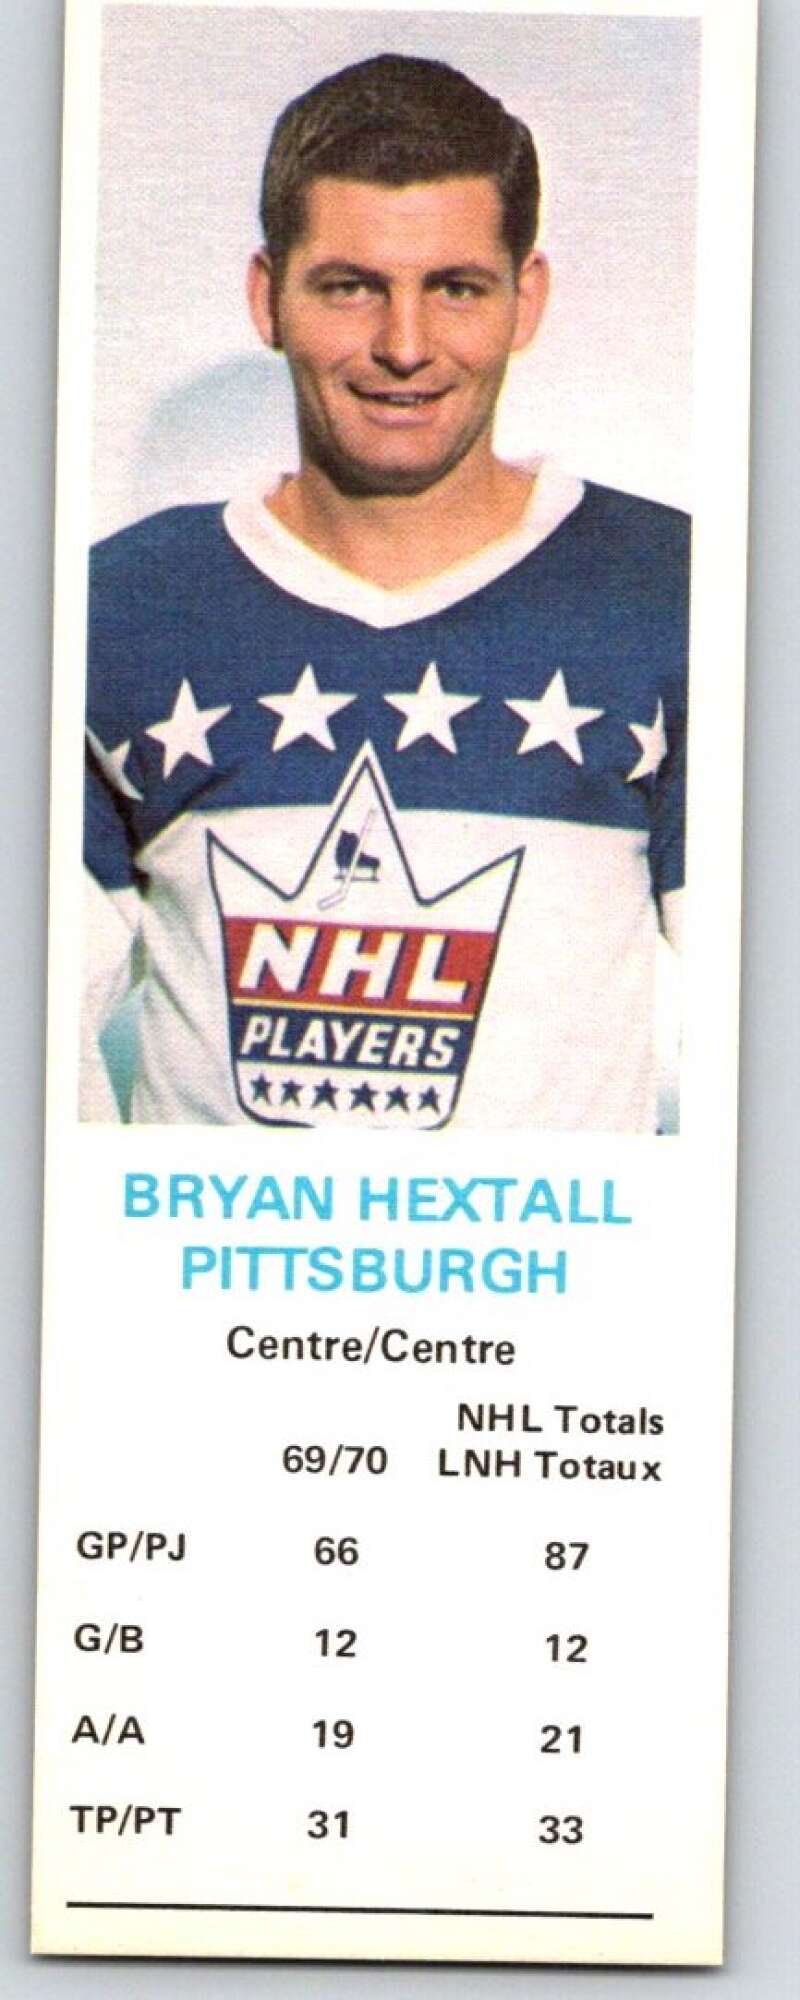 NHL
PLAYERS
BRYAN HEXTALL
PITTSBURGH
Centre/Centre
NHL Totals
69/70 LNH Totaux
GP/PJ 66 87
G/B 12 12
A/A 19 21
TP/PT 31 33